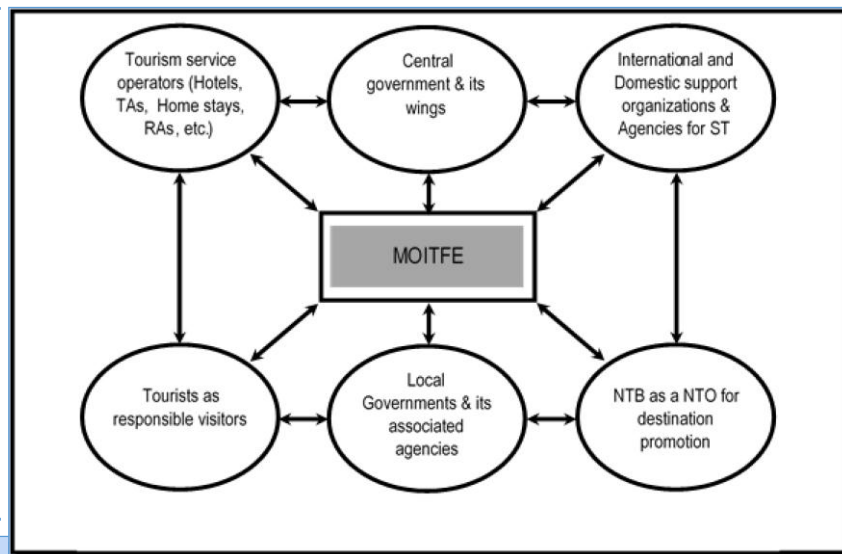 Tourism service
operators (Hotels,
TAs, Home stays,
RAs, etc.)
Central
government & its
wings
International and
Domestic support
organizations &
Agencies for ST
MOITFE
Tourists as
responsible visitors
Local
Governments & its
associated
agencies
NTB as a NTO for
destination
promotion